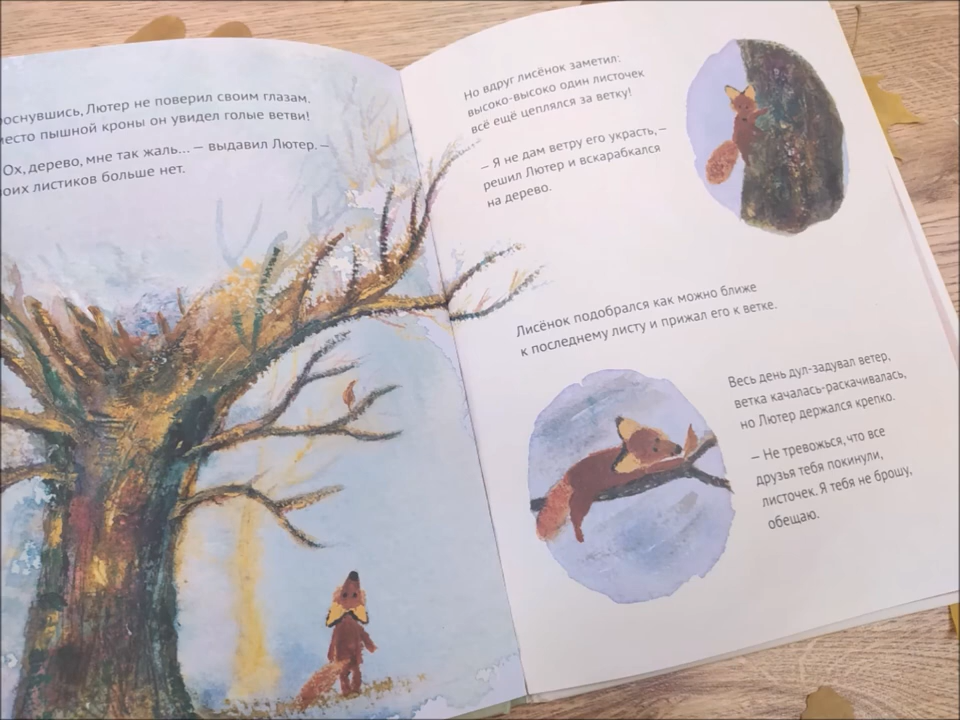 роснувшись, Лютер не поверил своим глазам.
место пышной кроны он увидел голые ветви!
Ох, дерево, мне так жаль... — выдавил Лютер. —
оих листиков больше нет.
Но вдруг лисёнок заметил:
высоко-высоко один листочек
всё ещё цеплялся за ветку!
— Я не дам ветру его украсть, —
решил Лютер и вскарабкался
на дерево.
Лисёнок подобрался как можно ближе
к последнему листу и прижал его к ветке.
Весь день дул-задувал ветер,
ветка качалась-раскачивалась,
но Лютер держался крепко.
— Не тревожься, что все
друзья тебя покинули,
листочек. Я тебя не брошу,
обещаю.